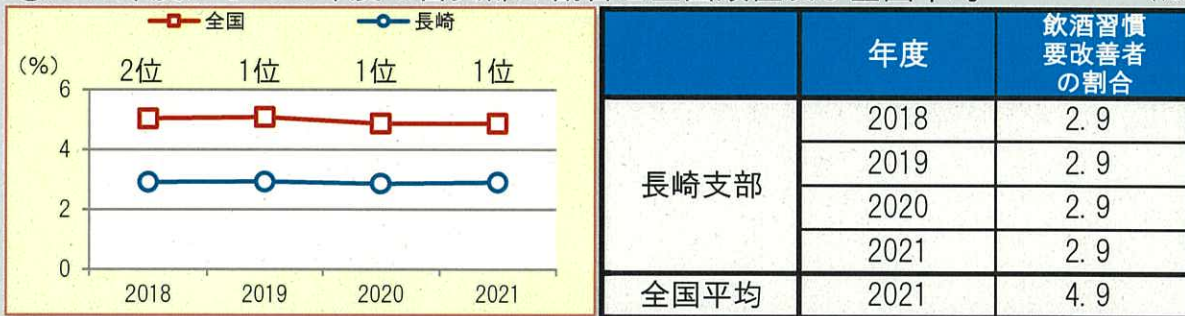 全国 長崎
(%) 2位 1位 1位 1位
6
4
2
0
2018 2019 2020 2021
年度 飲酒習慣
要改善者
の割合
長崎支部
2018 2.9
2019 2.9
2020 2.9
2021 2.9
全国平均 2021 4.9